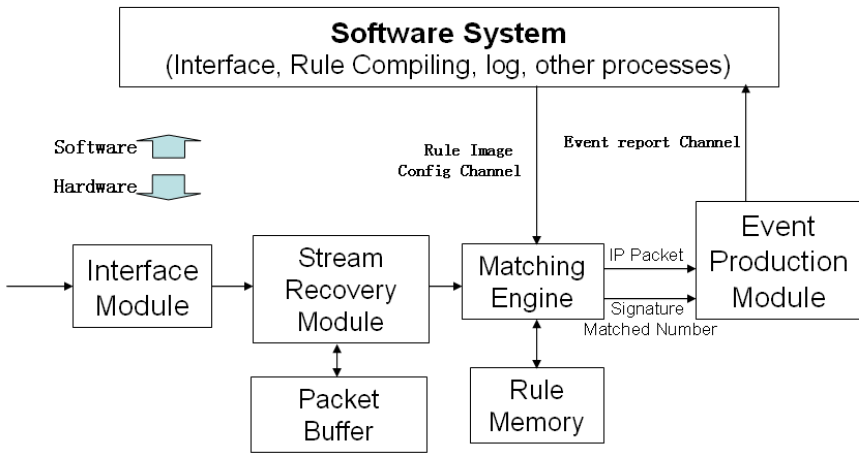 Software System
(Interface, Rule Compiling, log, other processes)
Software
Hardware
Rule Image
Config Channel
Event report Channel
Interface
Module
Stream
Recovery
Module
Matching
Engine
IP Packet
Signature
Matched Number
Event
Production
Module
Packet
Buffer
Rule
Memory